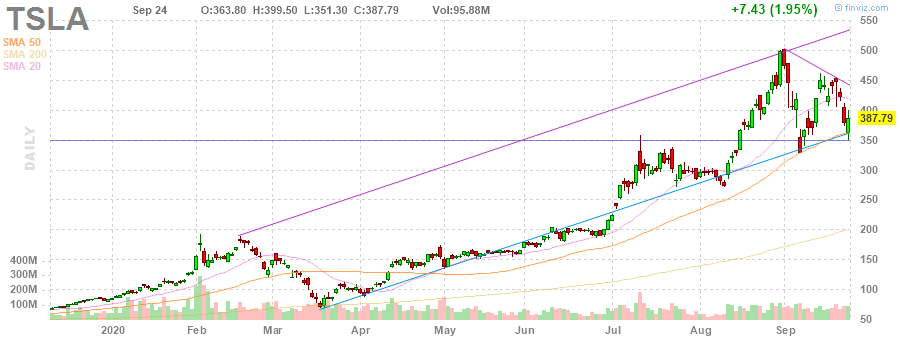 TSLA
Sep 24 O:363.80 H:399.50 L:351.30 C:387.79 Vol:95.88M +7.43 (1.95%) © finviz.com
SMA 50
SMA 200
SMA 20
DAILY
550
500
450
400
387.79
350
300
250
200
150
100
50
400M
300M
200M
100M
2020 Feb Mar Apr May Jun Jul Aug Sep